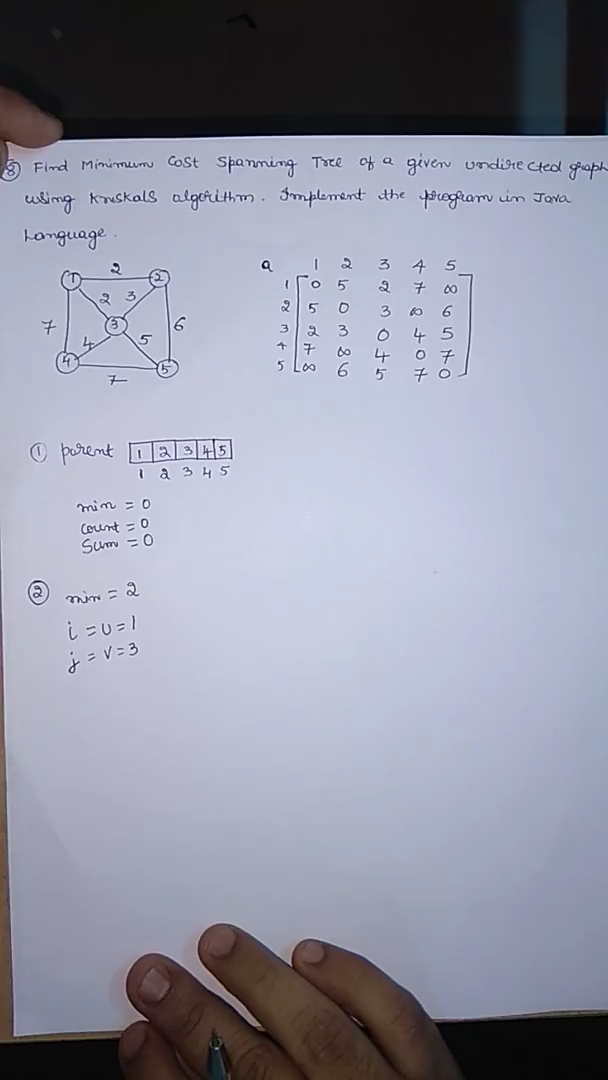 8 Find Minimum Cost Spanning Tree of a given undirected graph
using Kruskals algorithm. Implement the program in Java
Language.
a 1 2 3 4 5
1 0 5 2 7 ∞
2 5 0 3 ∞ 6
3 2 3 0 4 5
4 7 ∞ 4 0 7
5 ∞ 6 5 7 0
2
1 2
2 3
7 3 6
4 5
4 5
7
1 parent 1 2 3 4 5
1 2 3 4 5
min = 0
count = 0
Sum = 0
2 min = 2
i = u = 1
j = v = 3